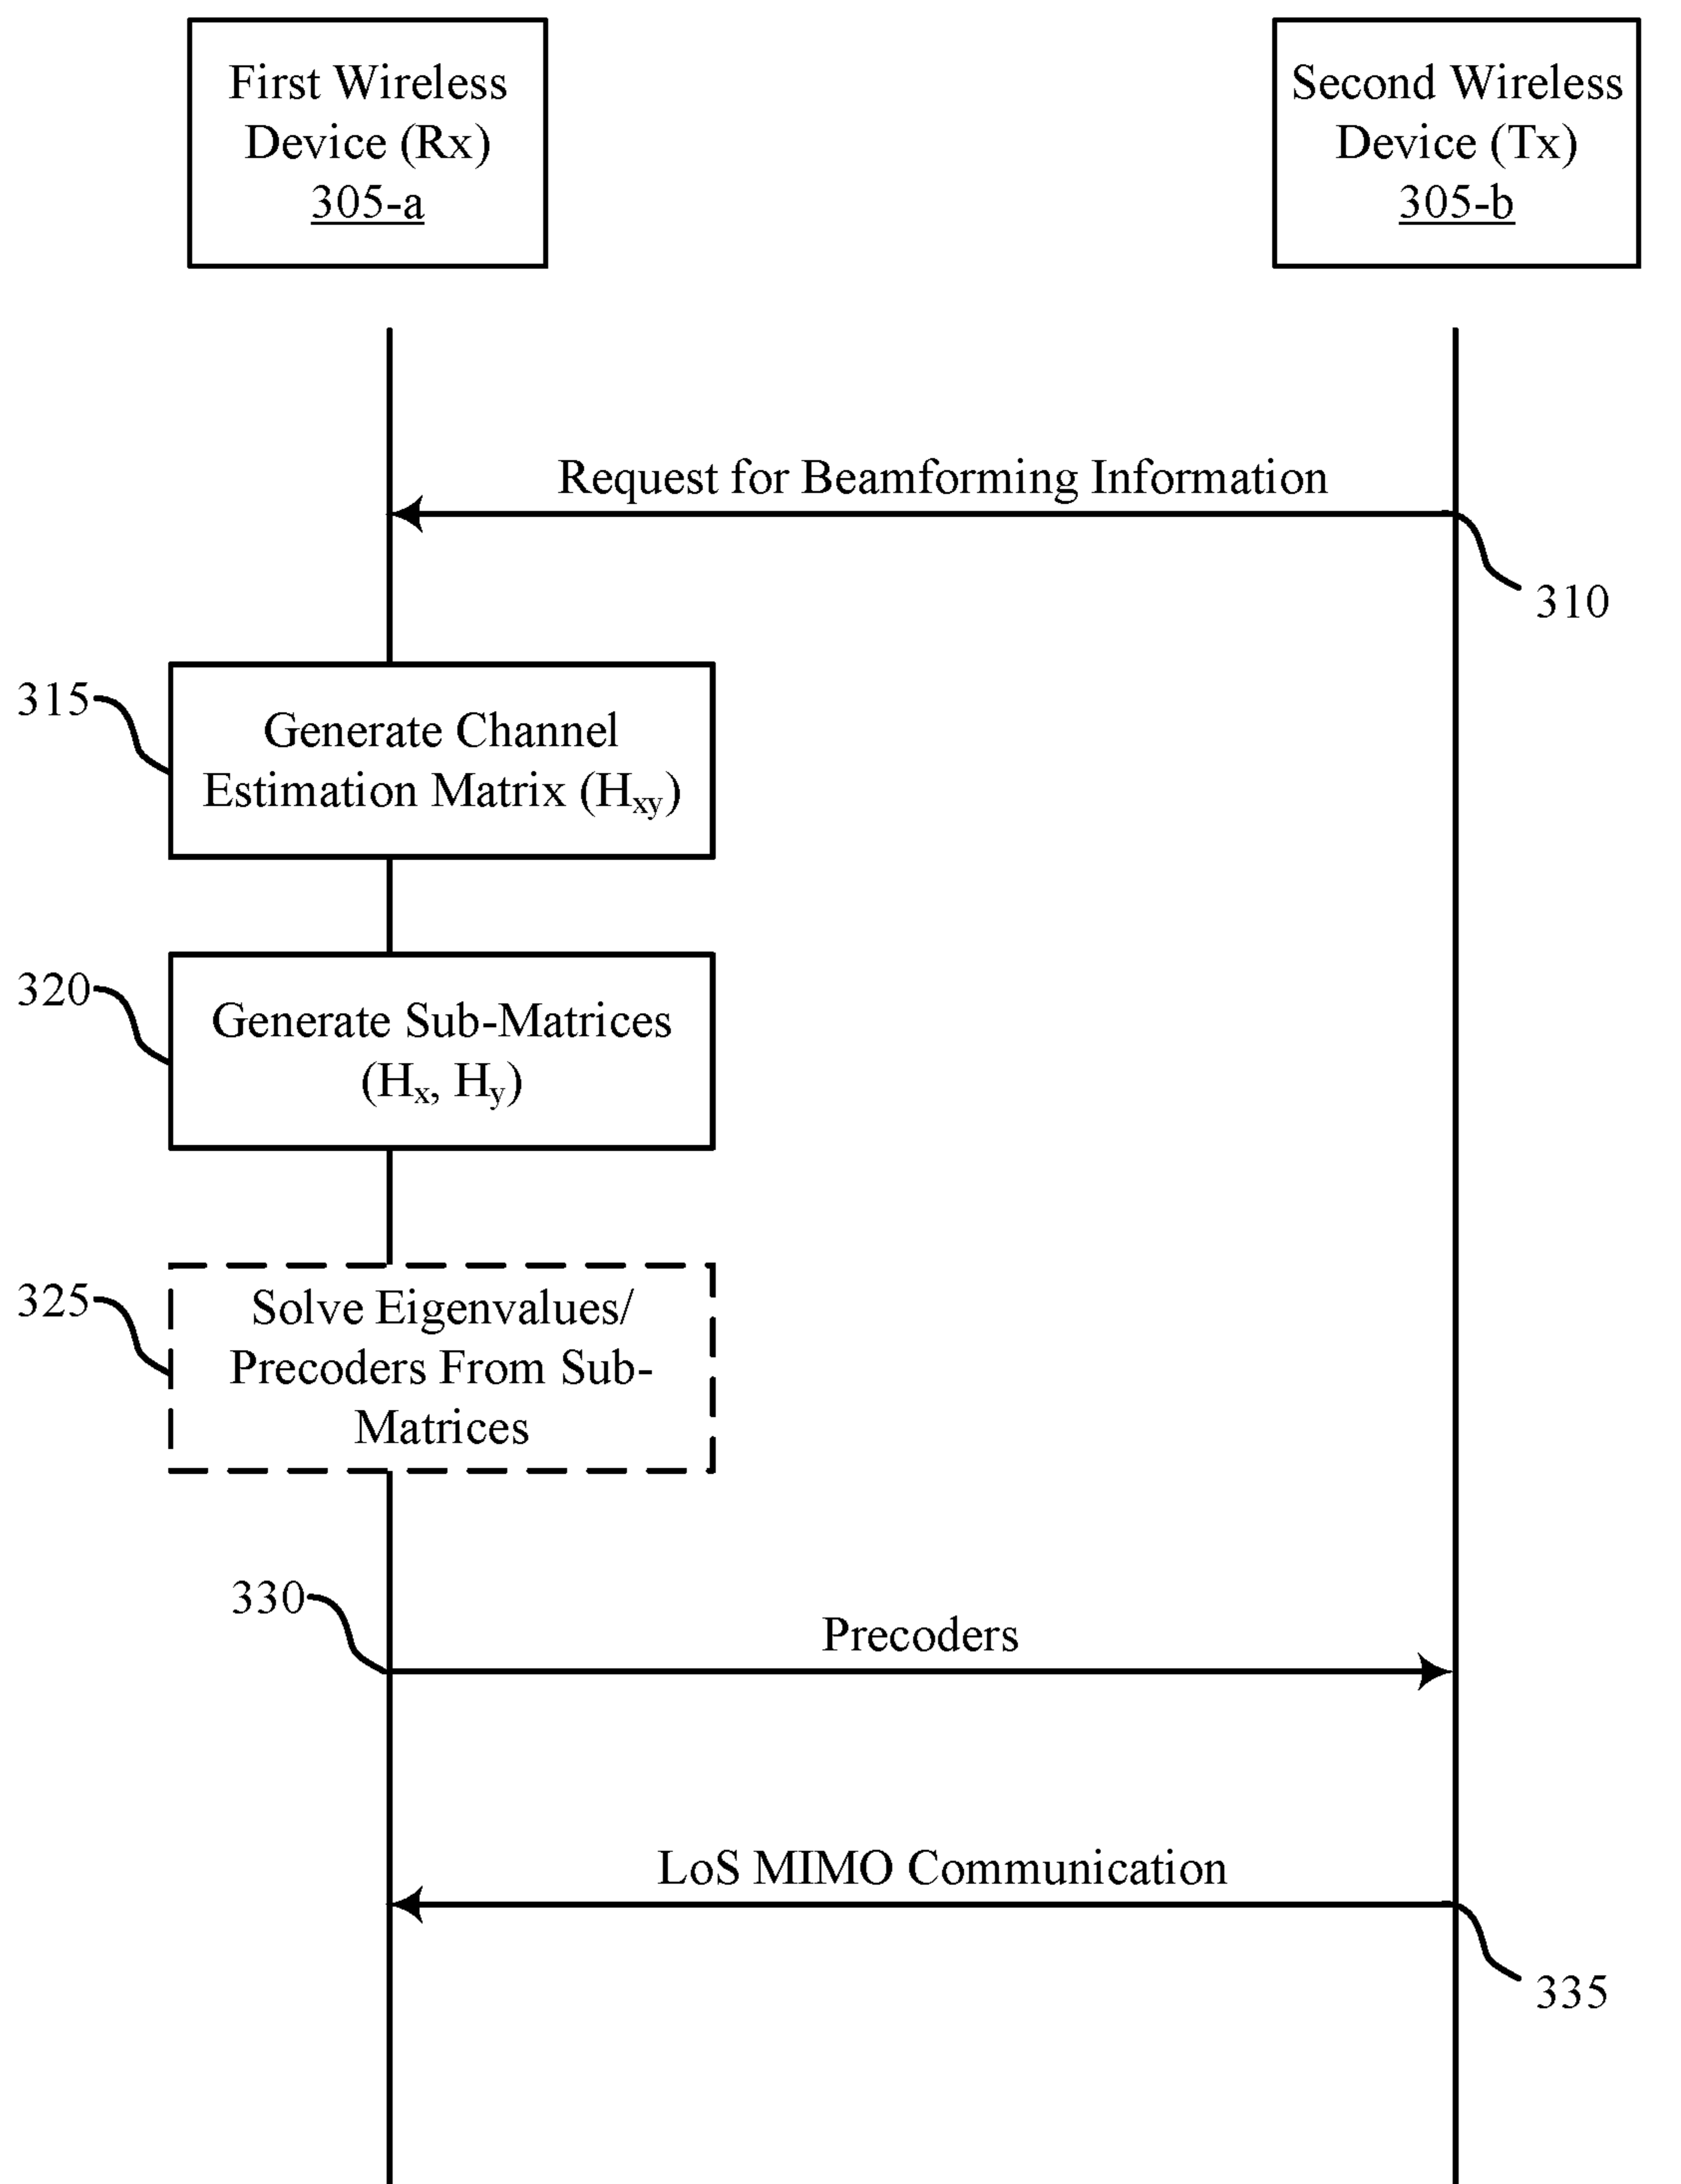 First Wireless
Device (Rx)
305-a
Second Wireless
Device (Tx)
305-b
Request for Beamforming Information
310
315
Generate Channel
Estimation Matrix (Hxy)
320
Generate Sub-Matrices
(Hx, Hy)
325
Solve Eigenvalues/
Precoders From Sub-
Matrices
330
Precoders
LoS MIMO Communication
335